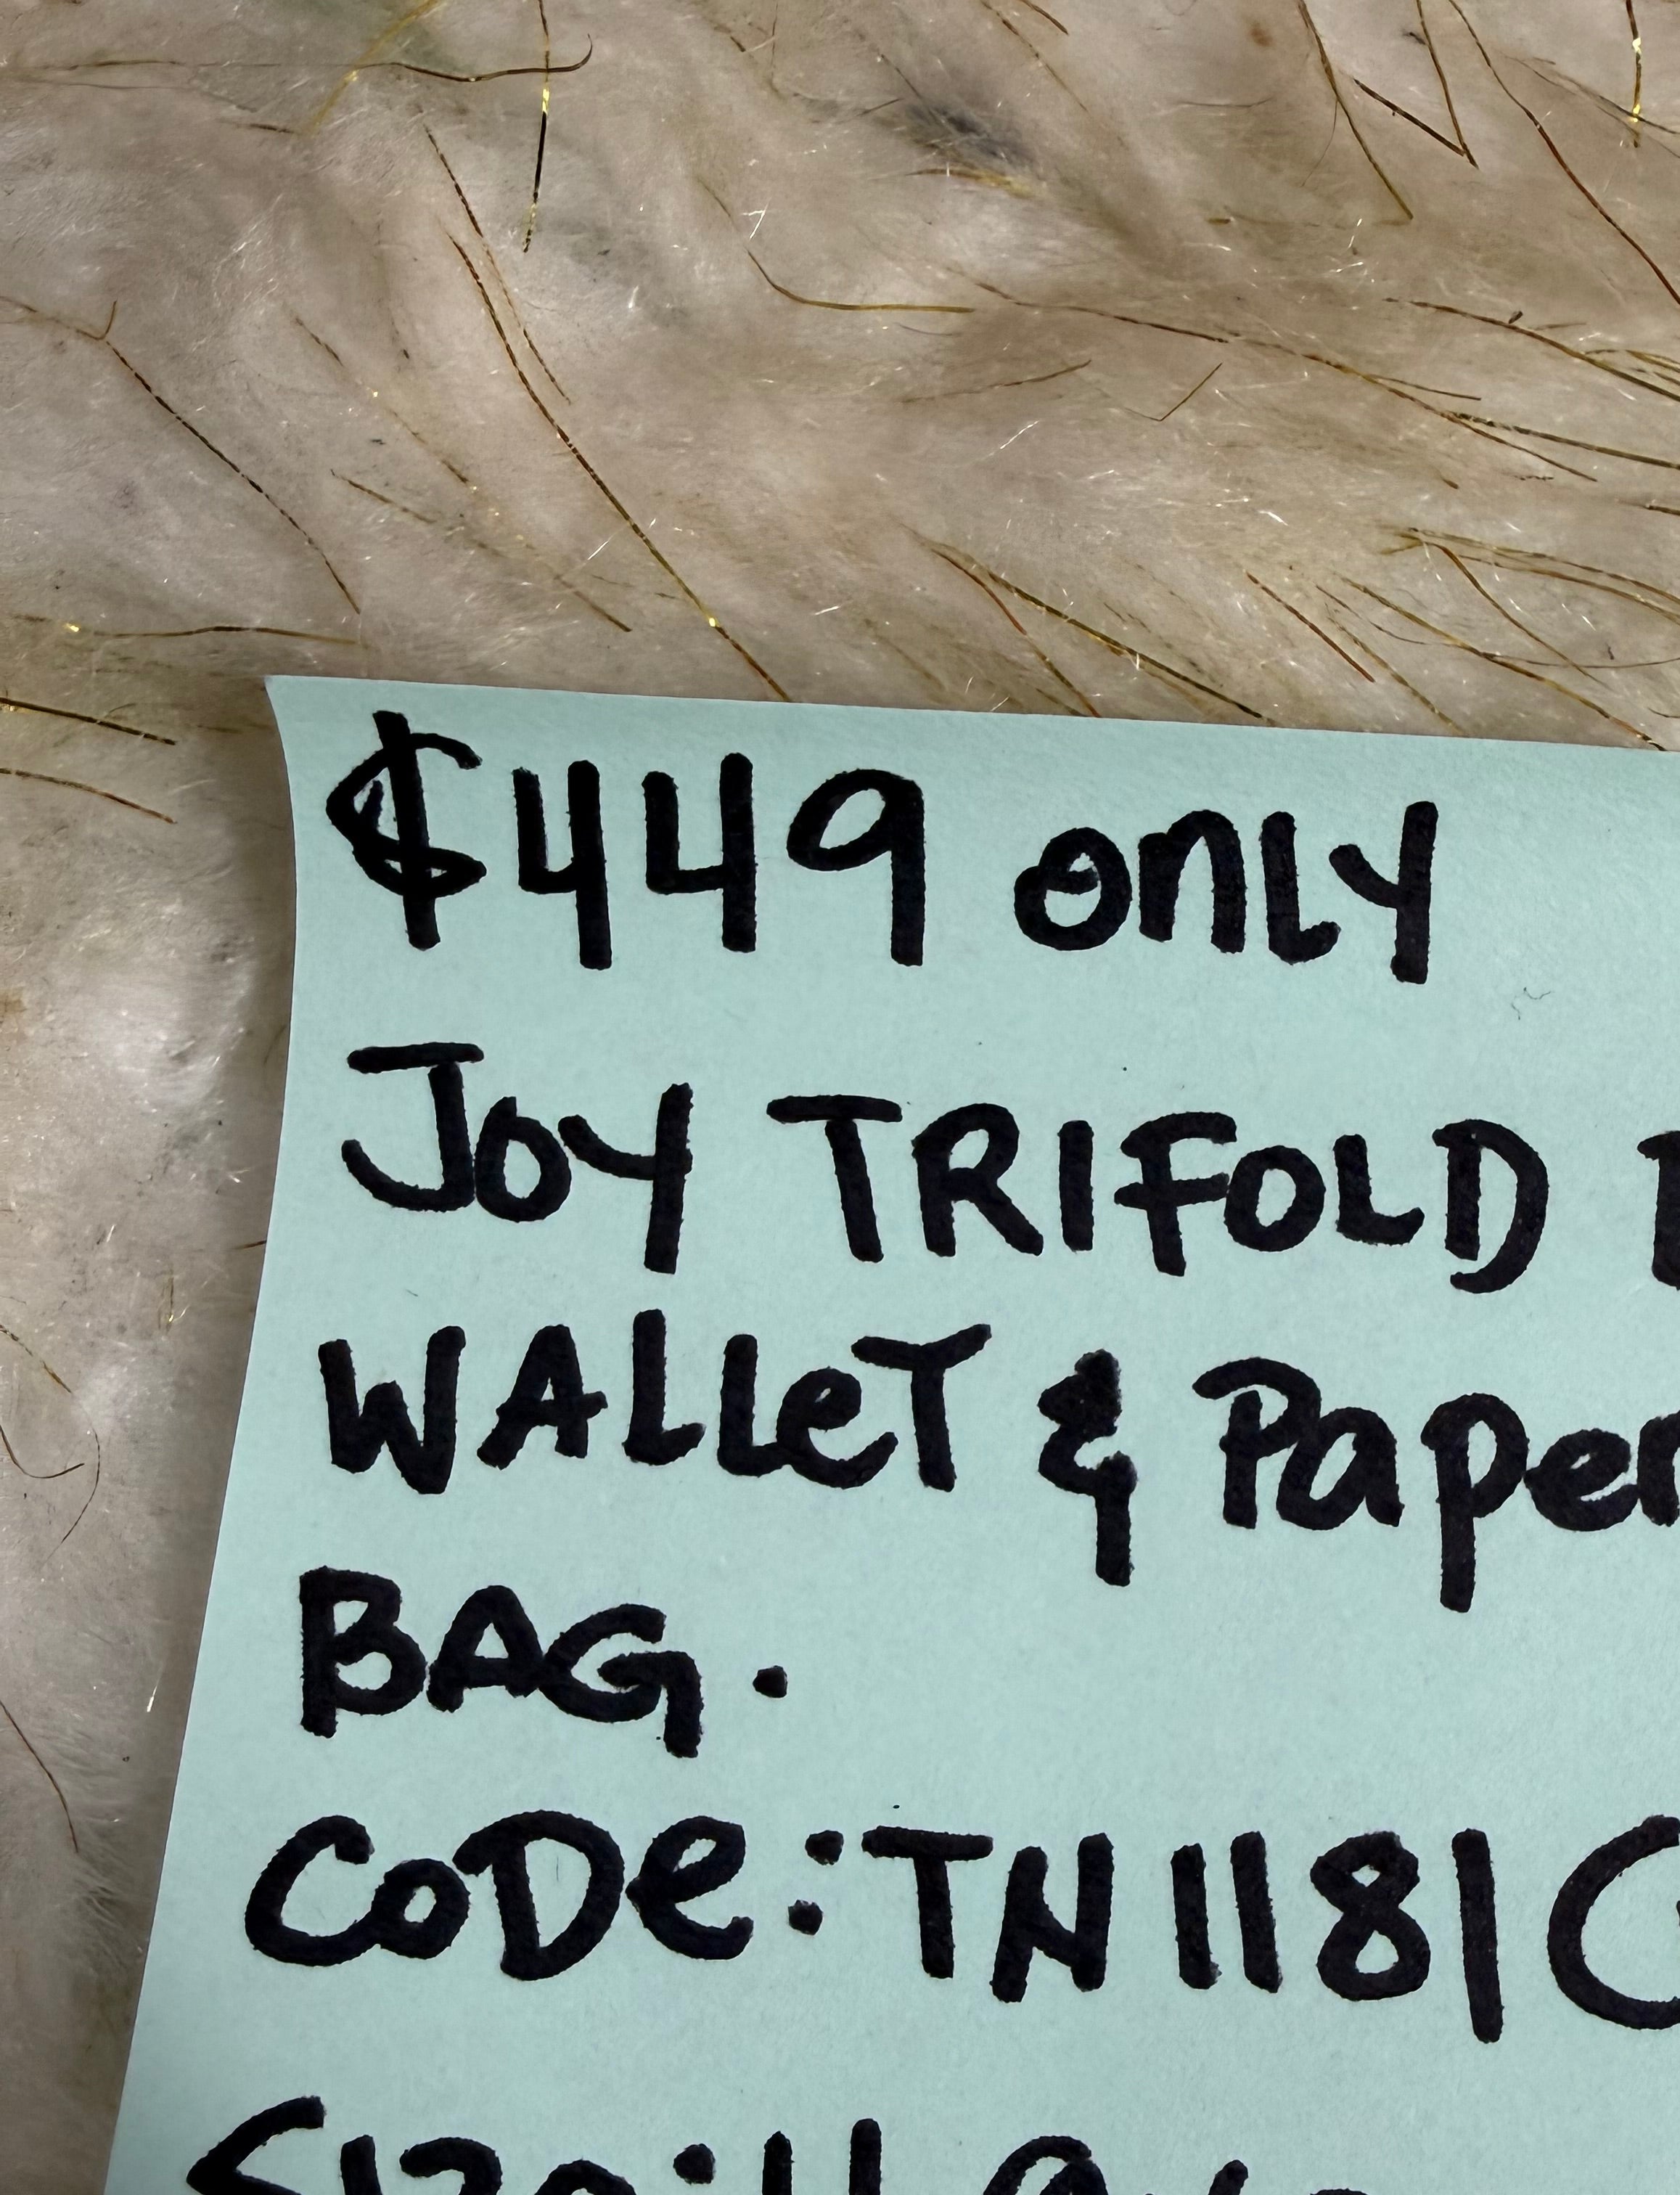 $449 only
Joy TRIFOLD
WALLeT & Paper
BAG.
CoDe: TN1181